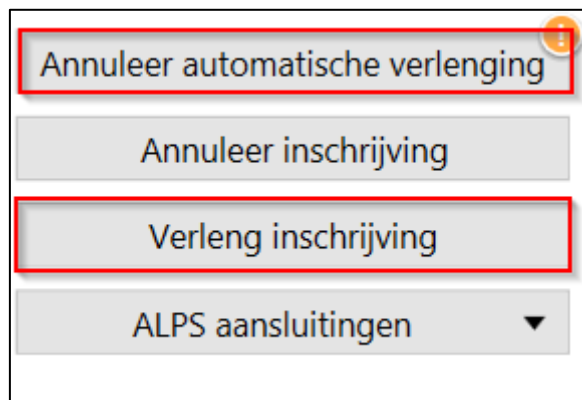 Annuleer automatische verlenging
Annuleer inschrijving
Verleng inschrijving
ALPS aansluitingen